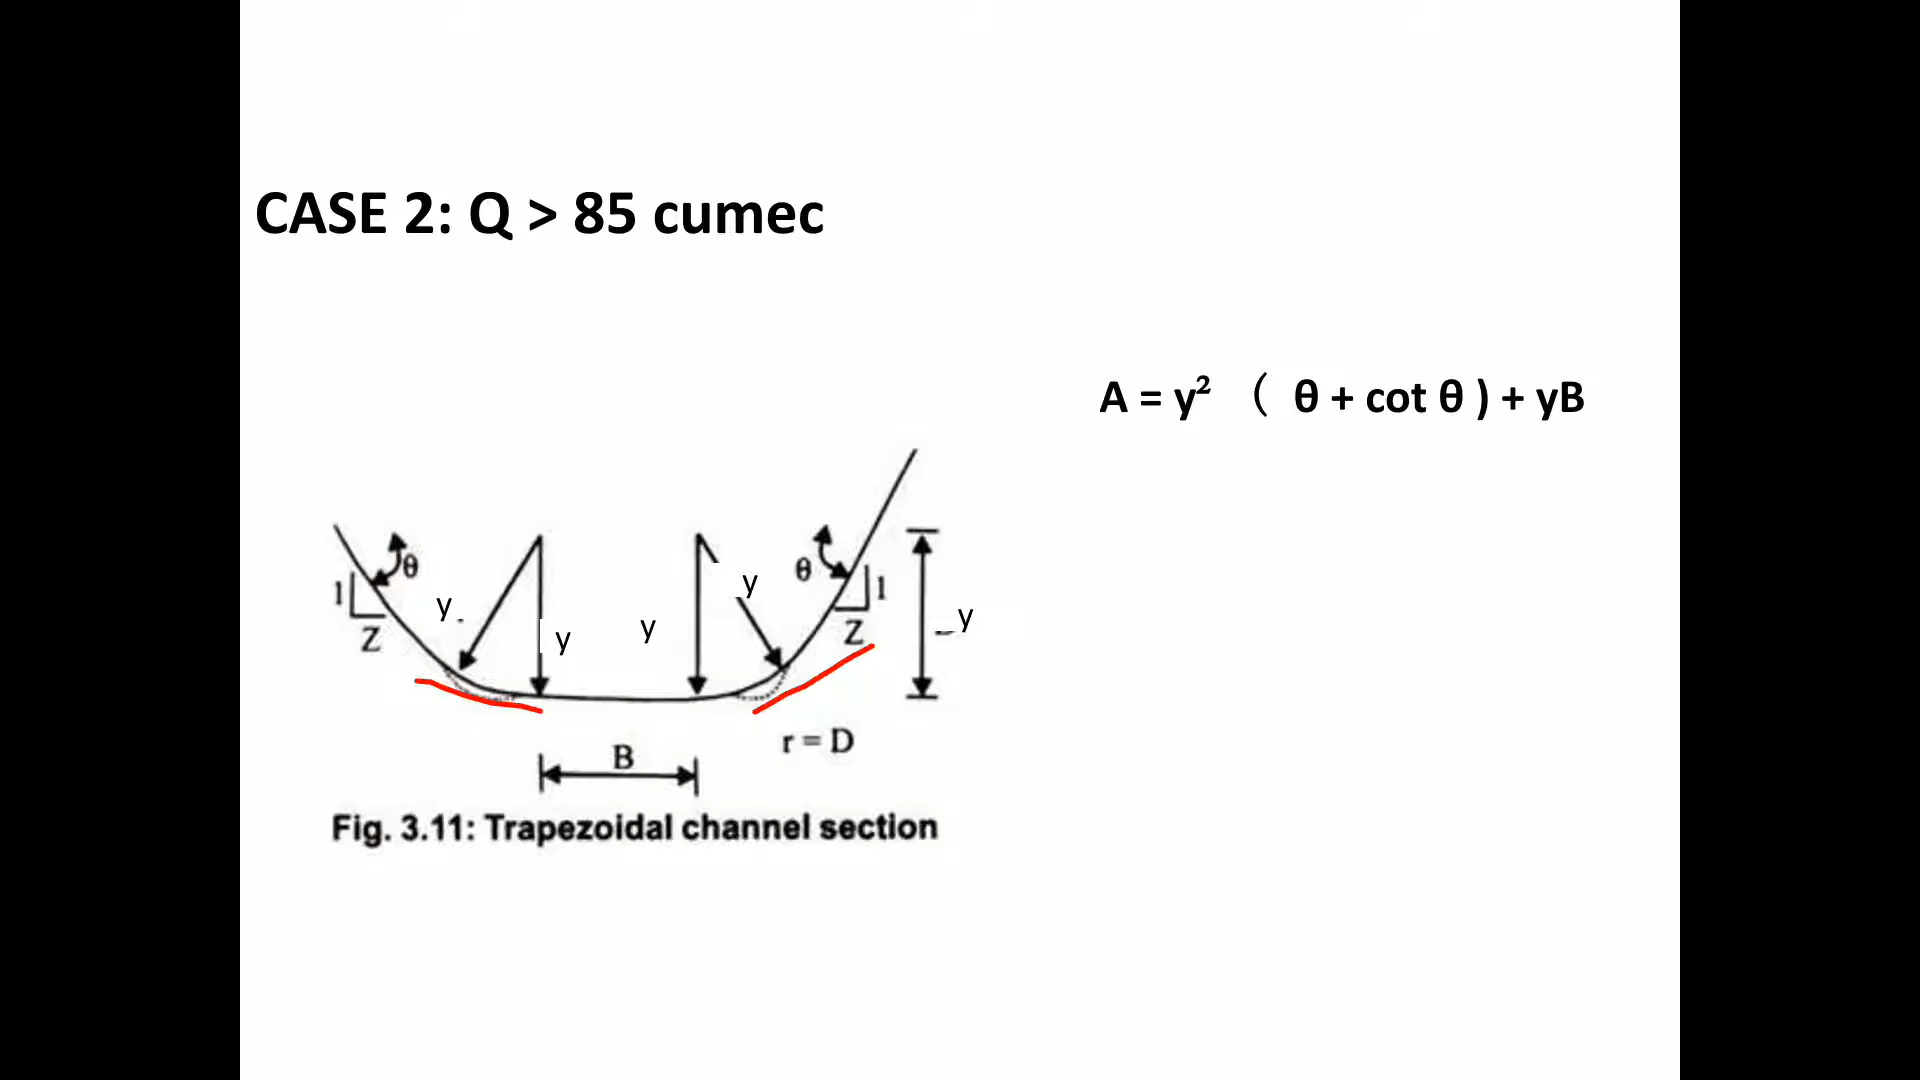 CASE 2: Q > 85 cumec
A = y² ( θ + cot θ ) + yB
θ
θ
1
Z
y
y
y
y
1
Z
y
r = D
B
Fig. 3.11: Trapezoidal channel section